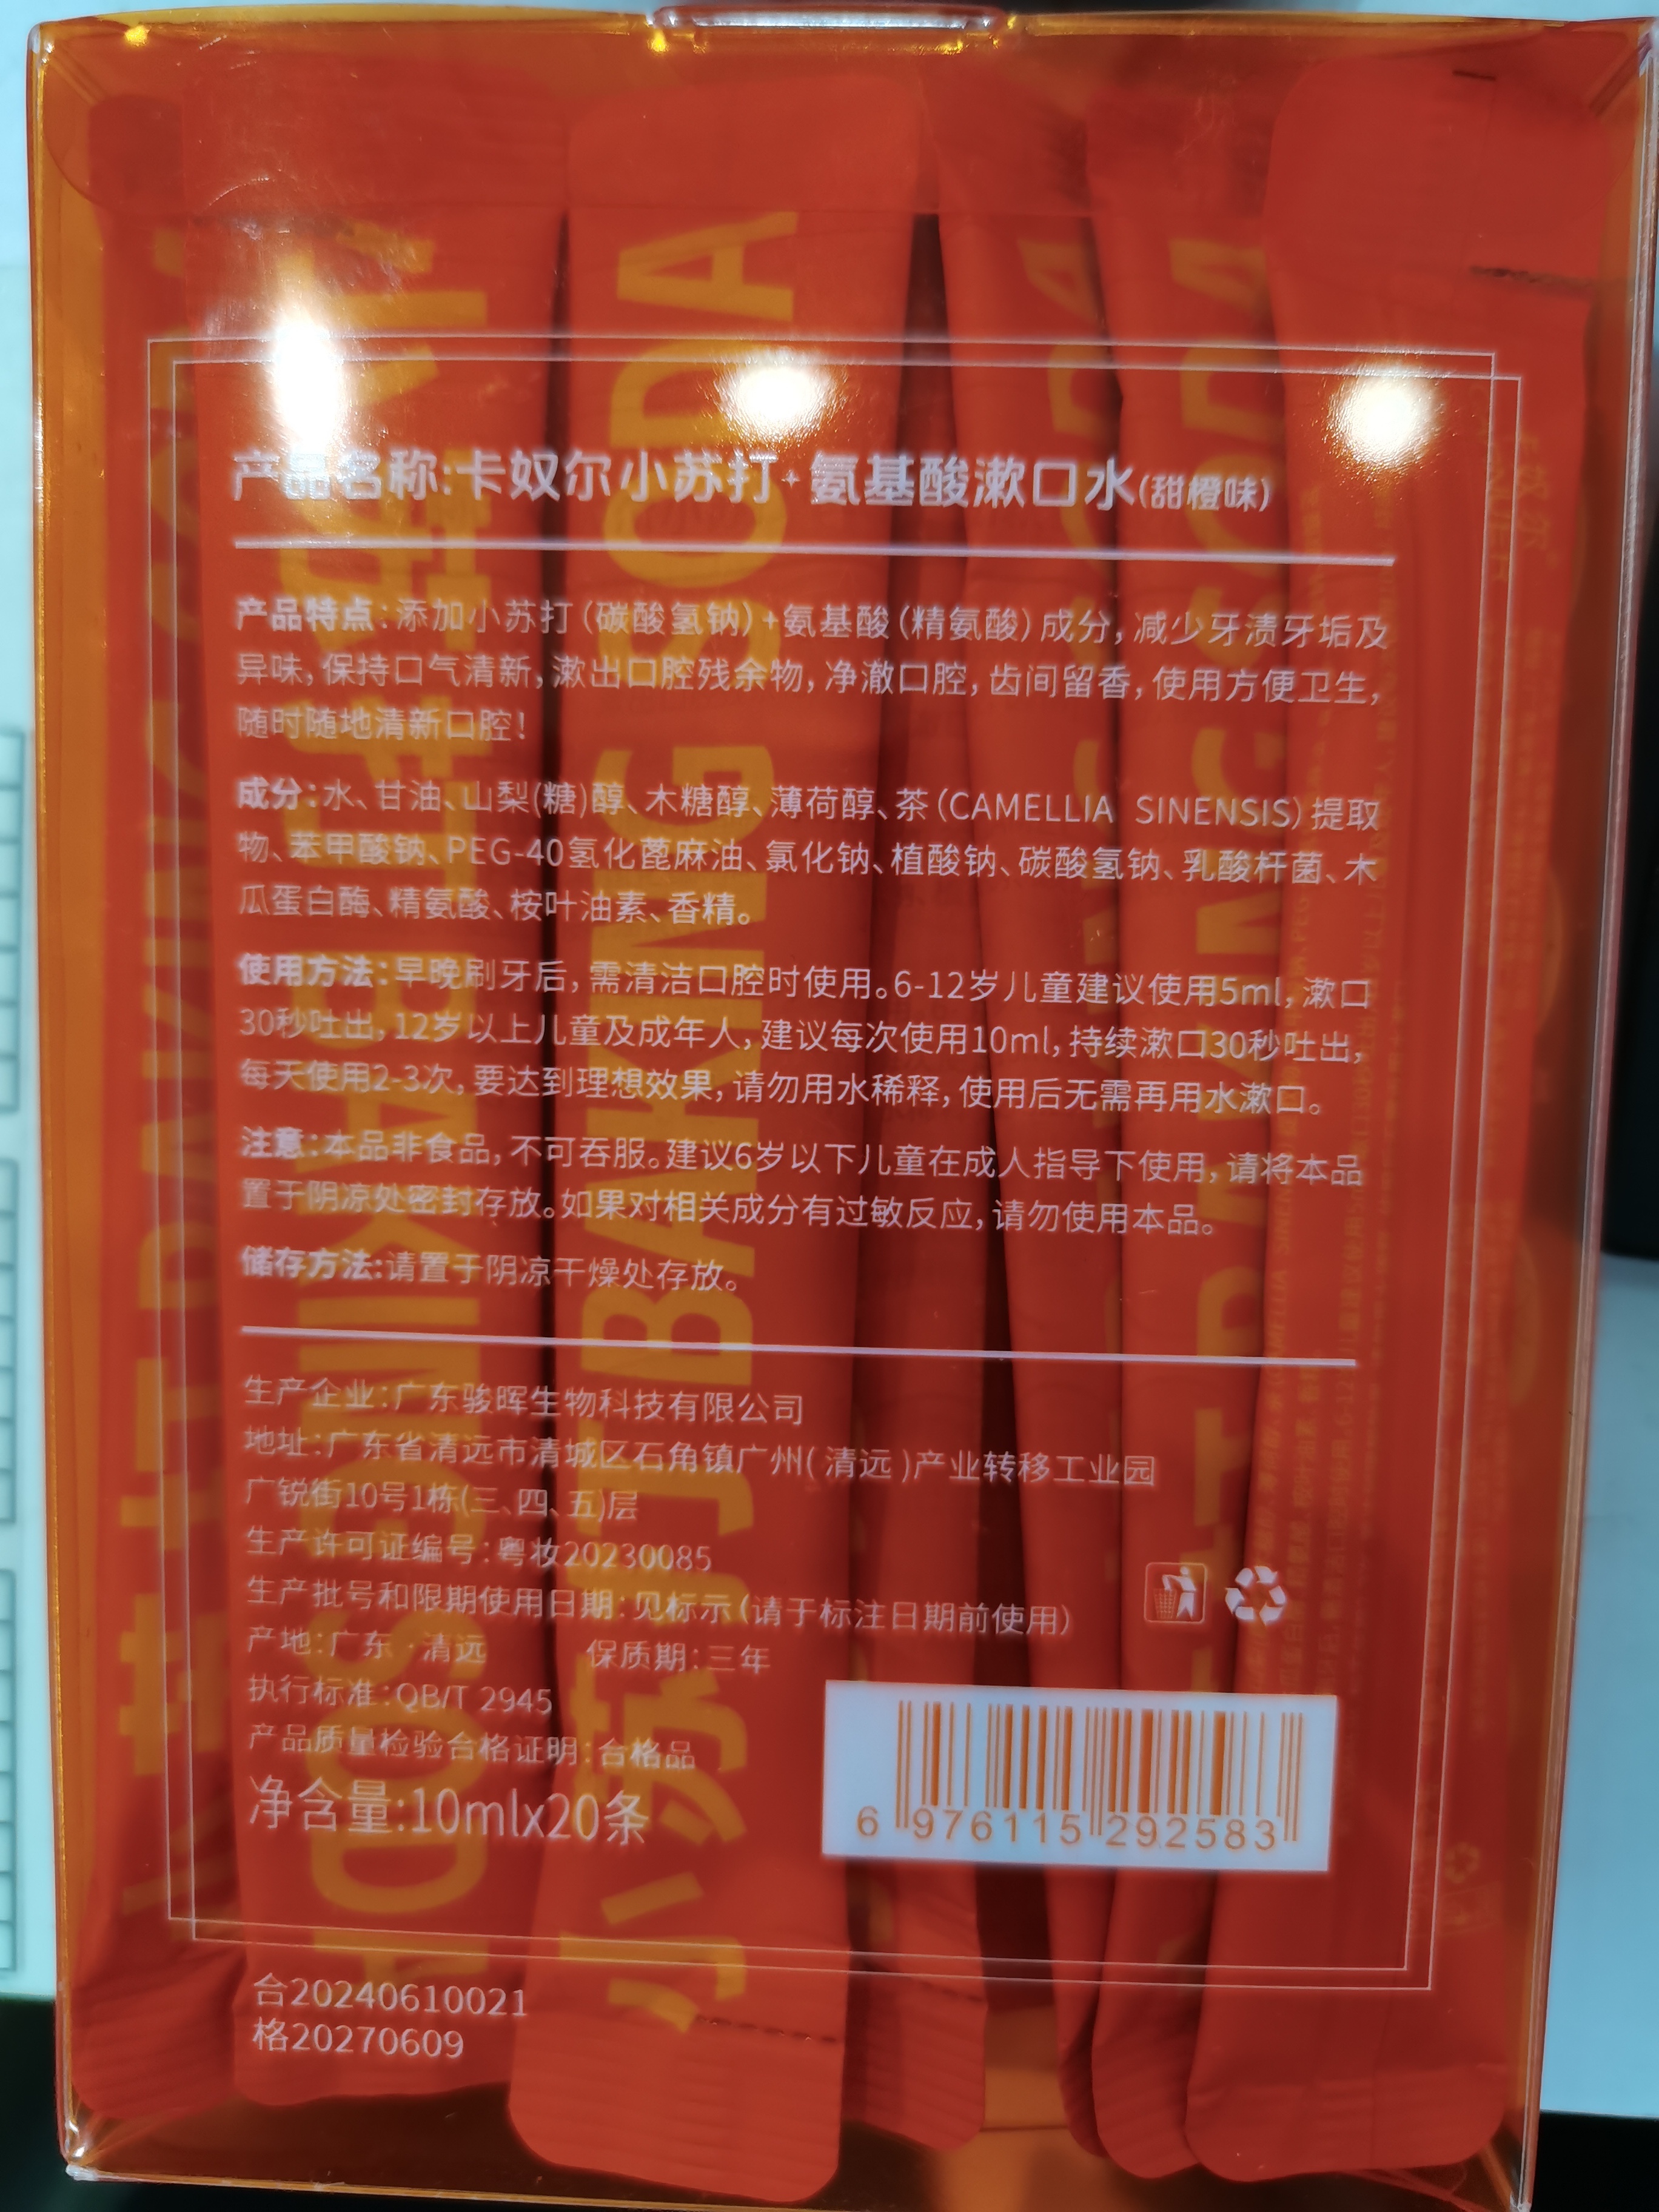 产品名称:卡奴尔小苏打+氨基酸漱口水(甜橙味)
产品特点:添加小苏打(碳酸氢钠)+氨基酸(精氨酸)成分,减少牙渍牙垢及
异味,保持口气清新,漱出口腔残余物,净澈口腔,齿间留香,使用方便卫生,
随时随地清新口腔!
成分:水、甘油、山梨(糖)醇、木糖醇、薄荷醇、茶(CAMELLIA SINENSIS)提取
物、苯甲酸钠、PEG-40氢化蓖麻油、氯化钠、植酸钠、碳酸氢钠、乳酸杆菌、木
瓜蛋白酶、精氨酸、桉叶油素、香精。
使用方法:早晚刷牙后,需清洁口腔时使用。6-12岁儿童建议使用5ml,漱口
30秒吐出,12岁以上儿童及成年人,建议每次使用10ml,持续漱口30秒吐出,
每天使用2-3次,要达到理想效果,请勿用水稀释,使用后无需再用水漱口。
注意:本品非食品,不可吞服。建议6岁以下儿童在成人指导下使用,请将本品
置于阴凉处密封存放。如果对相关成分有过敏反应,请勿使用本品。
储存方法:请置于阴凉干燥处存放。
生产企业:广东骏晖生物科技有限公司
地址:广东省清远市清城区石角镇广州(清远)产业转移工业园
广锐街10号1栋(三、四、五)层
生产许可证编号:粤妆20230085
生产批号和限期使用日期:见标示(请于标注日期前使用)
产地:广东·清远 保质期:三年
执行标准:QB/T 2945
产品质量检验合格证明:合格品
净含量:10mlx20条
6 976115 292583
合20240610021
格20270609
小苏打BAKING SODA